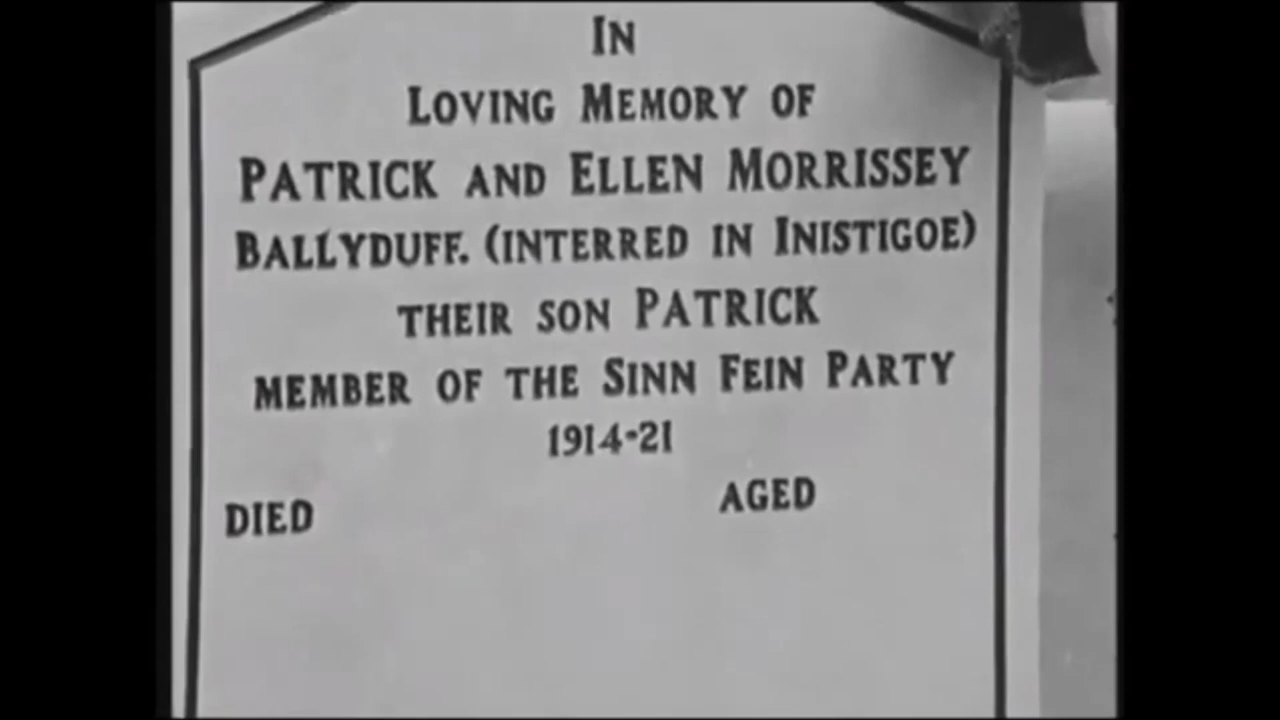 IN
LOVING MEMORY OF
PATRICK AND ELLEN MORRISSEY
BALLYDUFF. (INTERRED IN INISTIGOE)
THEIR SON PATRICK
MEMBER OF THE SINN FEIN PARTY
1914-21
DIED AGED